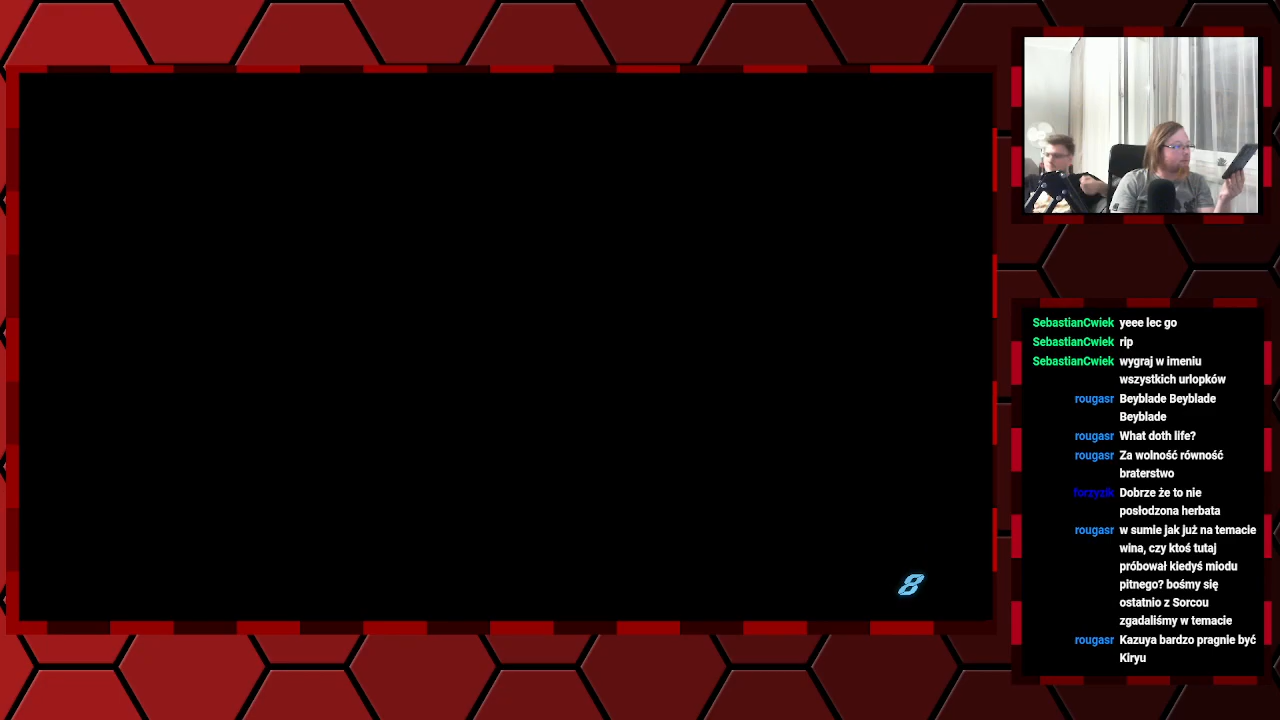 8
SebastianCwiek yeee lec go
SebastianCwiek rip
SebastianCwiek wygraj w imeniu
wszystkich urlopków
rougasr Beyblade Beyblade
Beyblade
rougasr What doth life?
rougasr Za wolność równość
braterstwo
forzyzik Dobrze że to nie
posłodzona herbata
rougasr w sumie jak już na temacie
wina, czy ktoś tutaj
próbował kiedyś miodu
pitnego? bośmy się
ostatnio z Sorcou
zgadaliśmy w temacie
rougasr Kazuya bardzo pragnie być
Kiryu